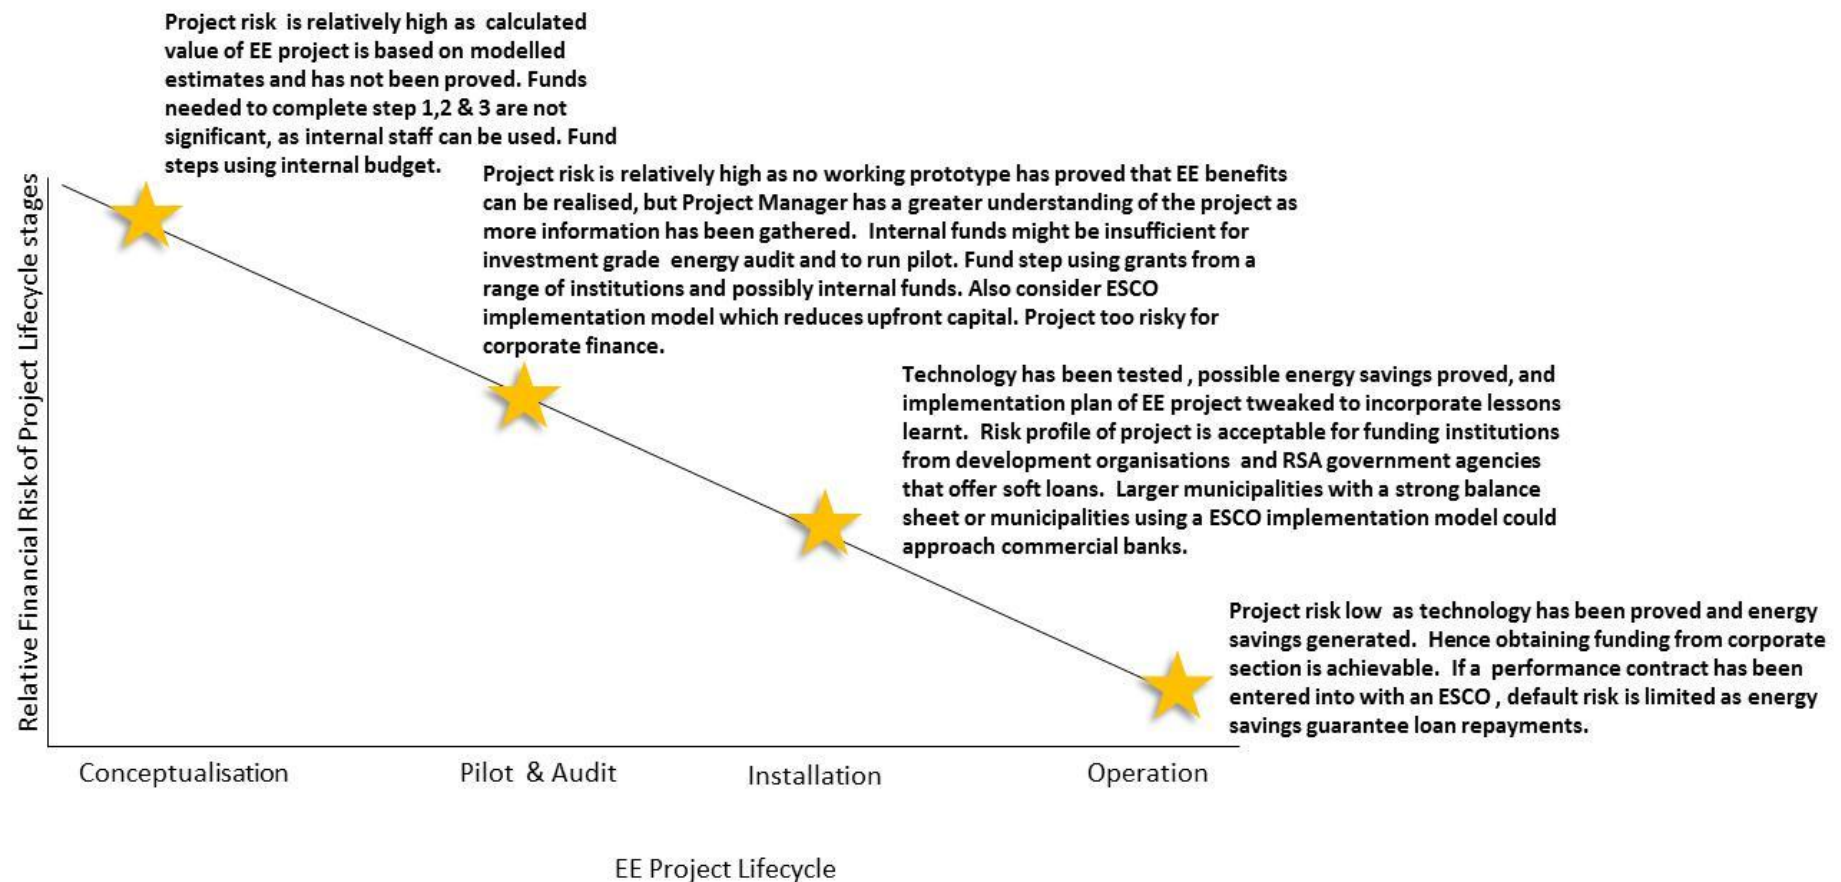 Project risk is relatively high as calculated
value of EE project is based on modelled
estimates and has not been proved. Funds
needed to complete step 1,2 & 3 are not
significant, as internal staff can be used. Fund
steps using internal budget.
Project risk is relatively high as no working prototype has proved that EE benefits
can be realised, but Project Manager has a greater understanding of the project as
more information has been gathered. Internal funds might be insufficient for
investment grade energy audit and to run pilot. Fund step using grants from a
range of institutions and possibly internal funds. Also consider ESCO
implementation model which reduces upfront capital. Project too risky for
corporate finance.
Technology has been tested , possible energy savings proved, and
implementation plan of EE project tweaked to incorporate lessons
learnt. Risk profile of project is acceptable for funding institutions
from development organisations and RSA government agencies
that offer soft loans. Larger municipalities with a strong balance
sheet or municipalities using a ESCO implementation model could
approach commercial banks.
Project risk low as technology has been proved and energy
savings generated. Hence obtaining funding from corporate
section is achievable. If a performance contract has been
entered into with an ESCO , default risk is limited as energy
savings guarantee loan repayments.
Relative Financial Risk of Project Lifecycle stages
Conceptualisation
Pilot & Audit
Installation
Operation
EE Project Lifecycle